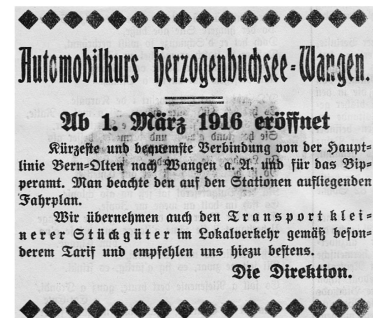 Automobilkurs Herzogenbuchsee-Wangen.
Ab 1. März 1916 eröffnet
Kürzeste und bequemste Verbindung von der Haupt-
linie Bern-Olten nach Wangen a. A. und für das Bip-
peramt. Man beachte den auf den Stationen aufliegenden
Fahrplan.
Wir übernehmen auch den Transport klei-
nerer Stückgüter im Lokalverkehr gemäß beson-
derem Tarif und empfehlen uns hiezu bestens.
Die Direktion.